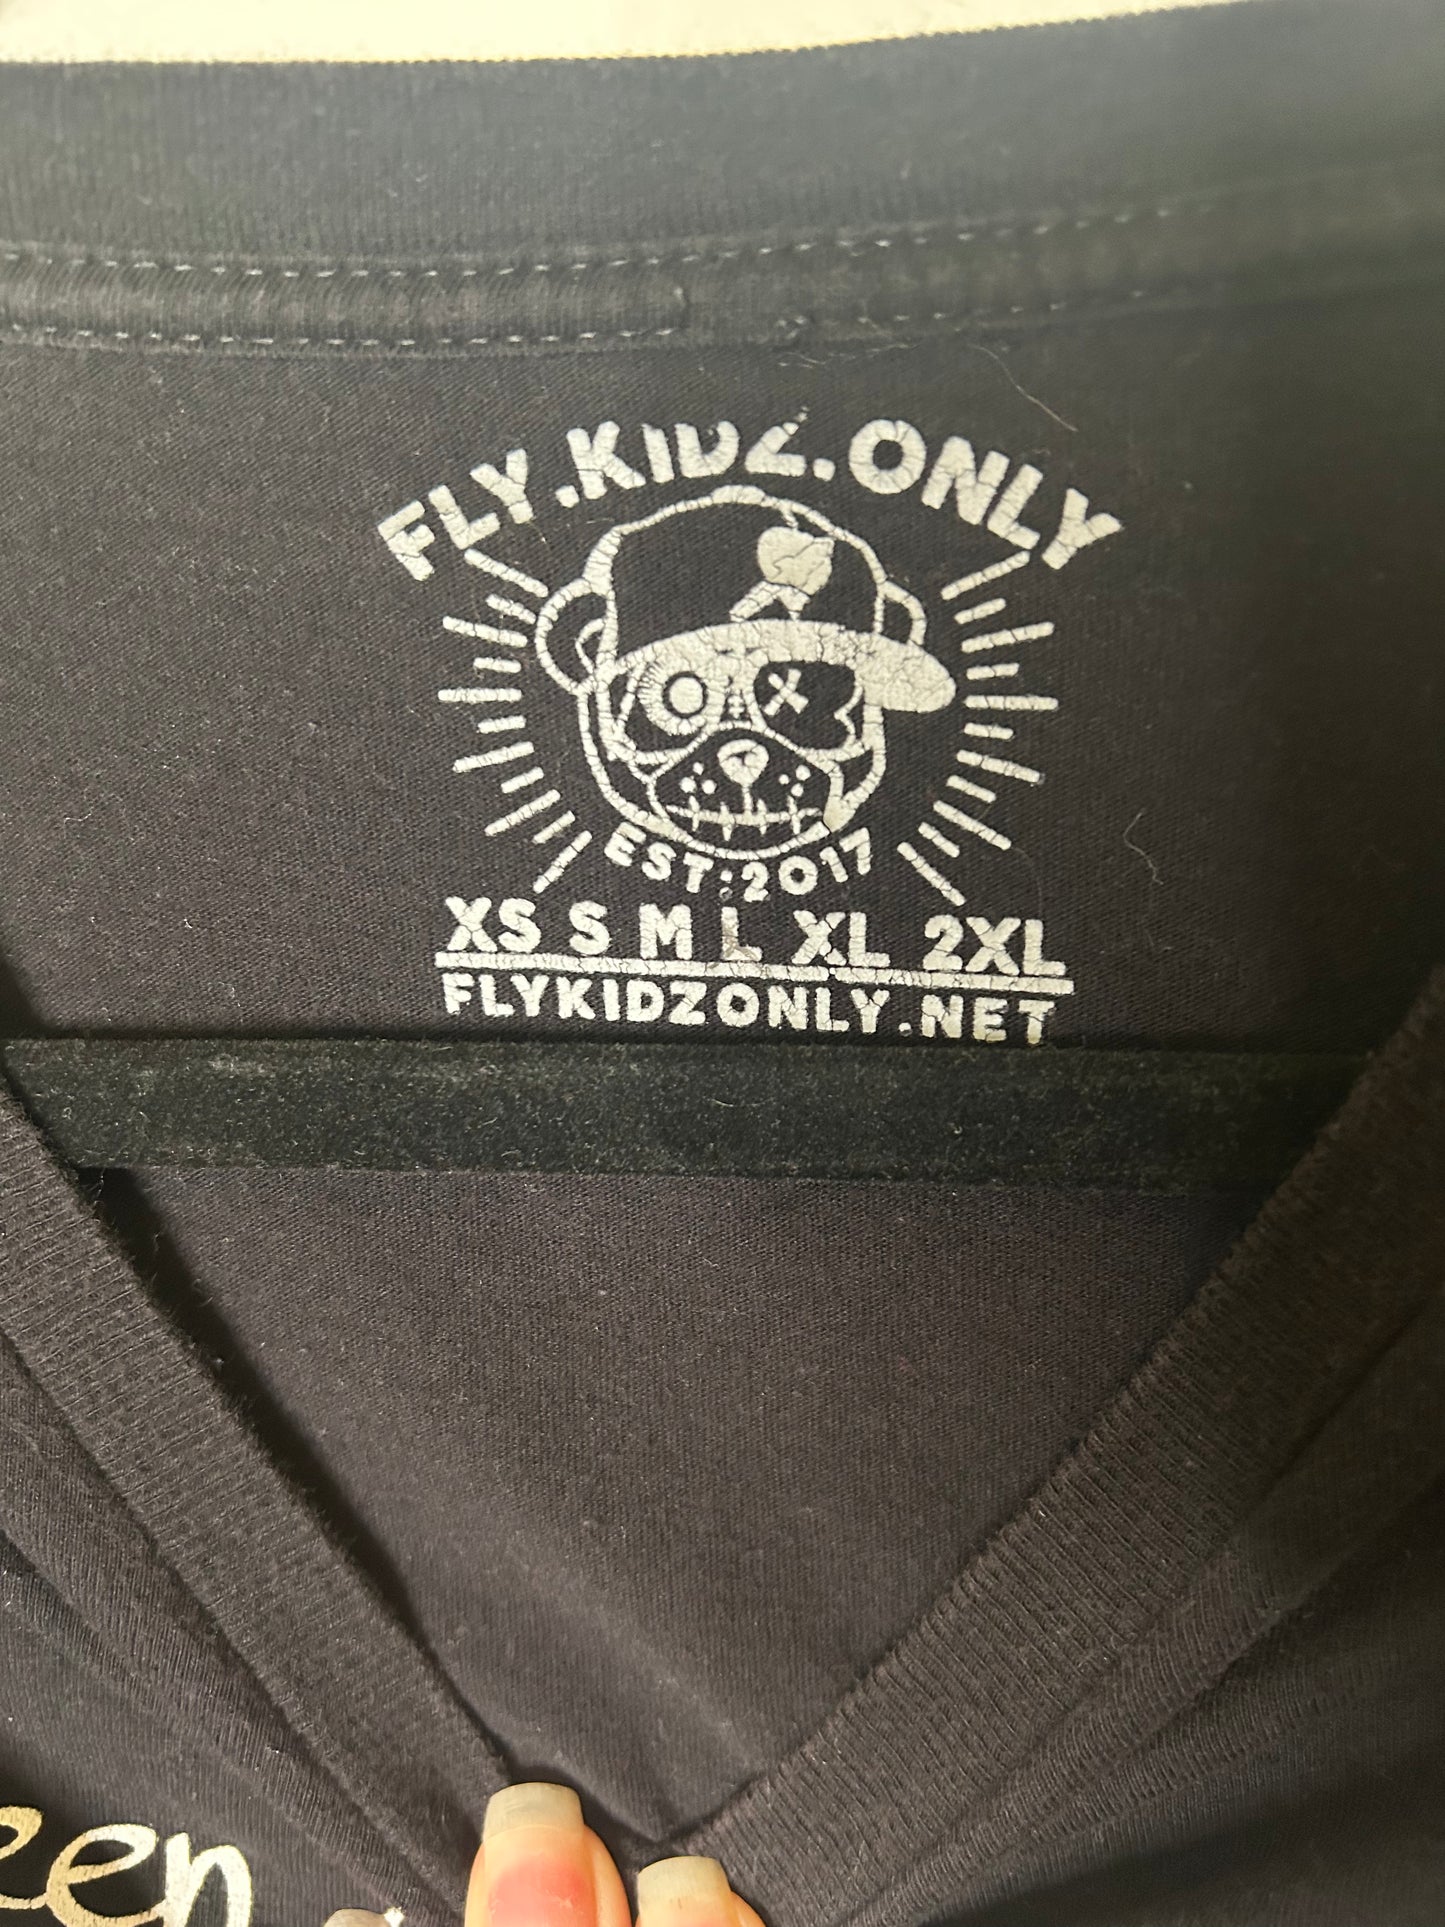 FLY.KIDZ.ONLY
EST:2017
XS S M L XL 2XL
FLYKIDZONLY.NET